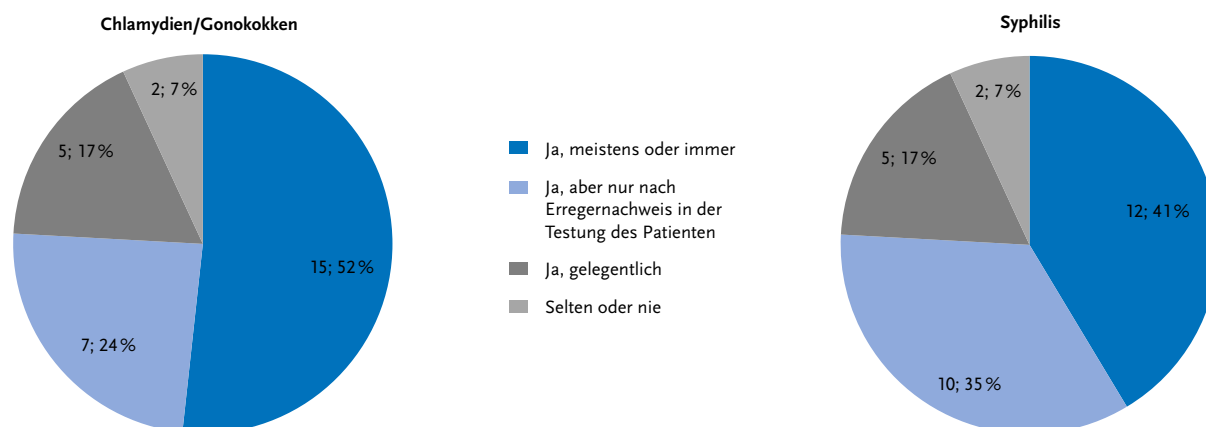 Chlamydien/Gonokokken
2; 7 %
5; 17 %
15; 52 %
7; 24 %
Ja, meistens oder immer
Ja, aber nur nach
Erregernachweis in der
Testung des Patienten
Ja, gelegentlich
Selten oder nie
Syphilis
2; 7 %
5; 17 %
12; 41 %
10; 35 %